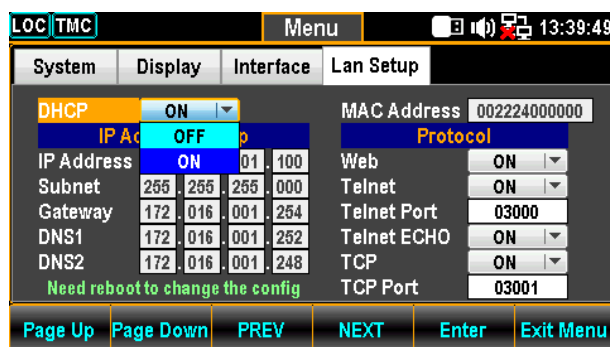 LOC TMC Menu 13:39:49
System Display Interface Lan Setup
DHCP ON MAC Address 002224000000
OFF Protocol
IP Address ON 100 Web ON
Subnet 255 . 255 . 255 . 000 Telnet ON
Gateway 172 . 016 . 001 . 254 Telnet Port 03000
DNS1 172 . 016 . 001 . 252 Telnet ECHO ON
DNS2 172 . 016 . 001 . 248 TCP ON
Need reboot to change the config TCP Port 03001
Page Up Page Down PREV NEXT Enter Exit Menu